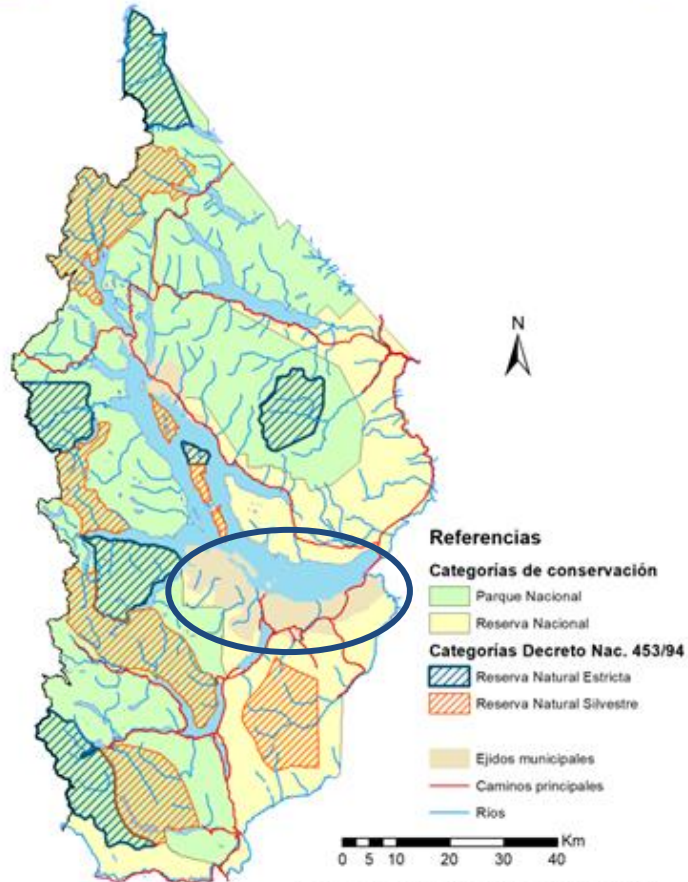 N
Referencias
Categorías de conservación
Parque Nacional
Reserva Nacional
Categorías Decreto Nac. 453/94
Reserva Natural Estricta
Reserva Natural Silvestre
Ejidos municipales
Caminos principales
Ríos
Km
0 5 10 20 30 40